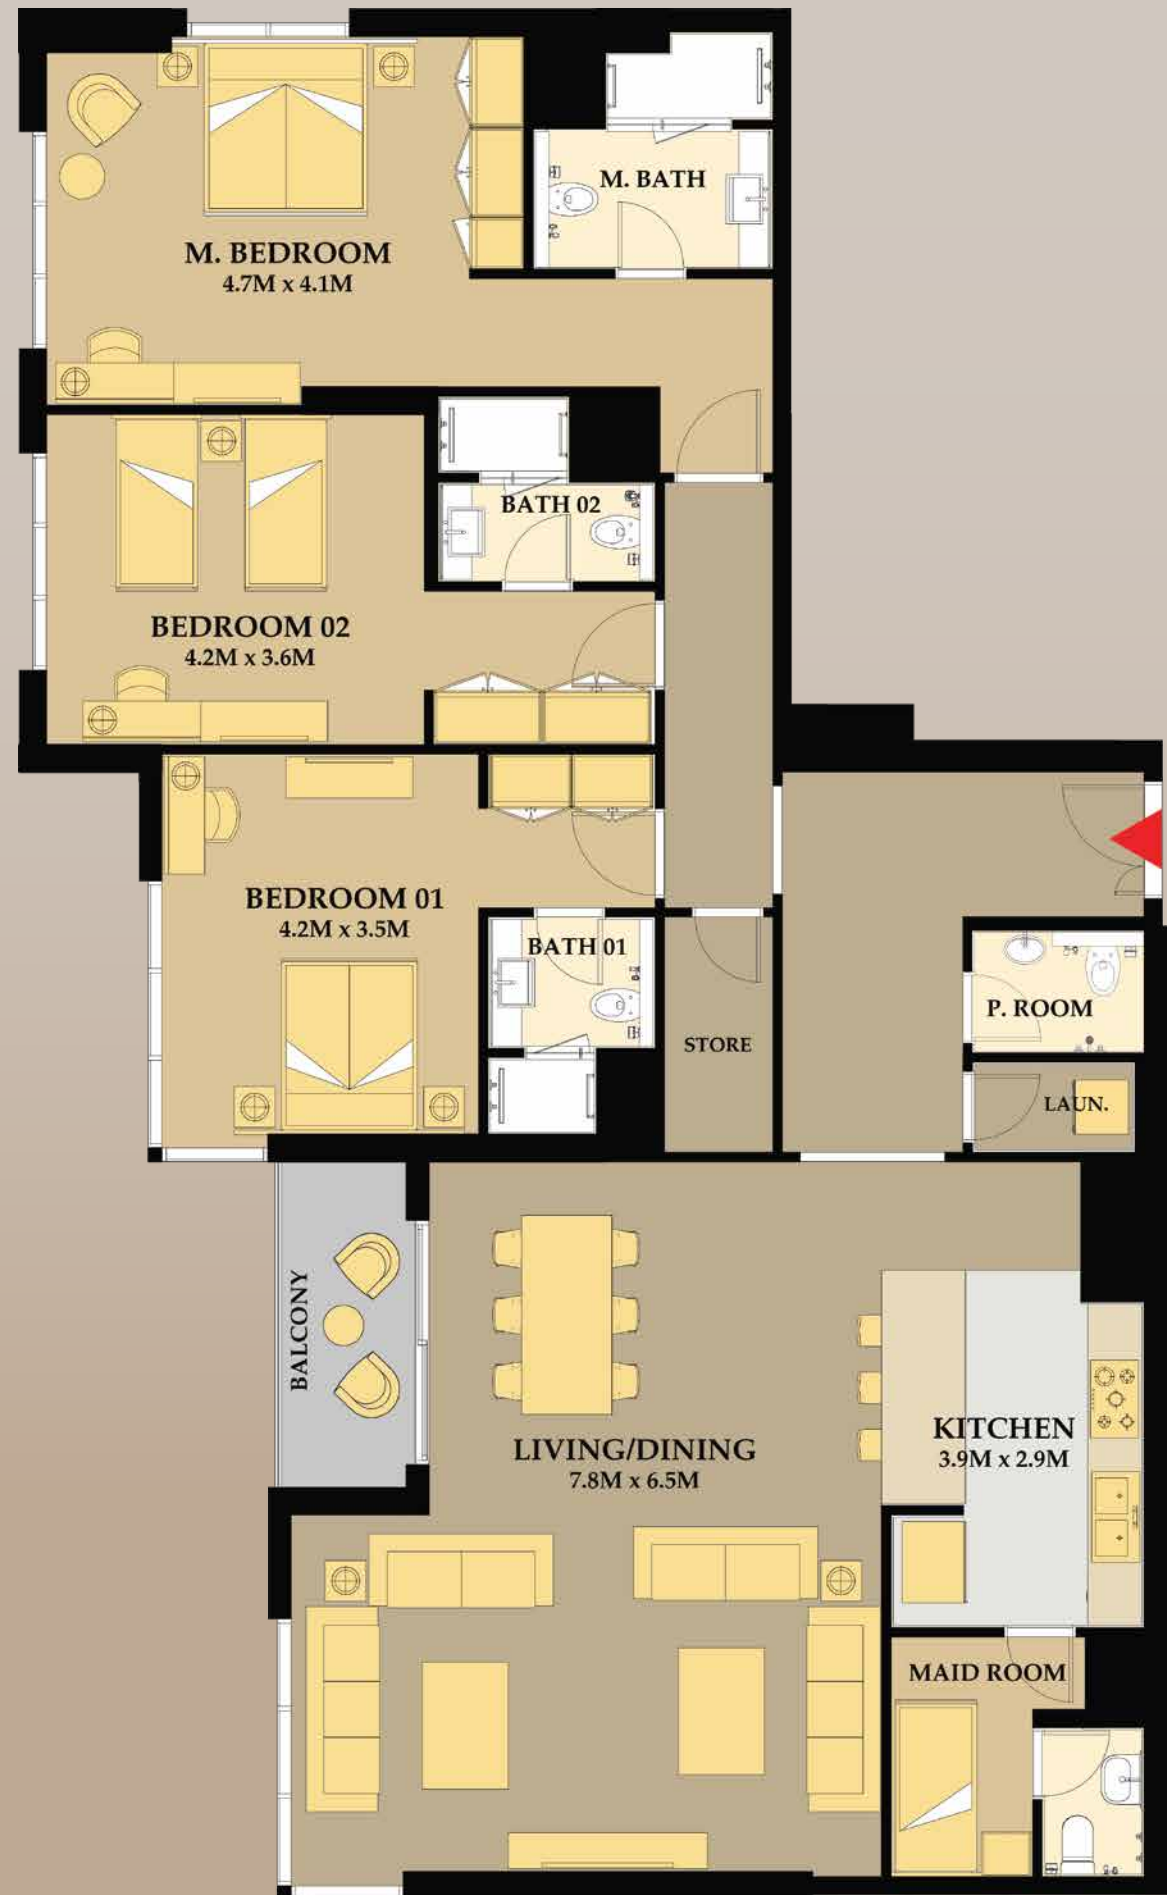 M. BATH
M. BEDROOM
4.7M x 4.1M
BATH 02
BEDROOM 02
4.2M x 3.6M
BEDROOM 01
4.2M x 3.5M
BATH 01
P. ROOM
STORE
LAUN.
BALCONY
KITCHEN
3.9M x 2.9M
LIVING/DINING
7.8M x 6.5M
MAID ROOM